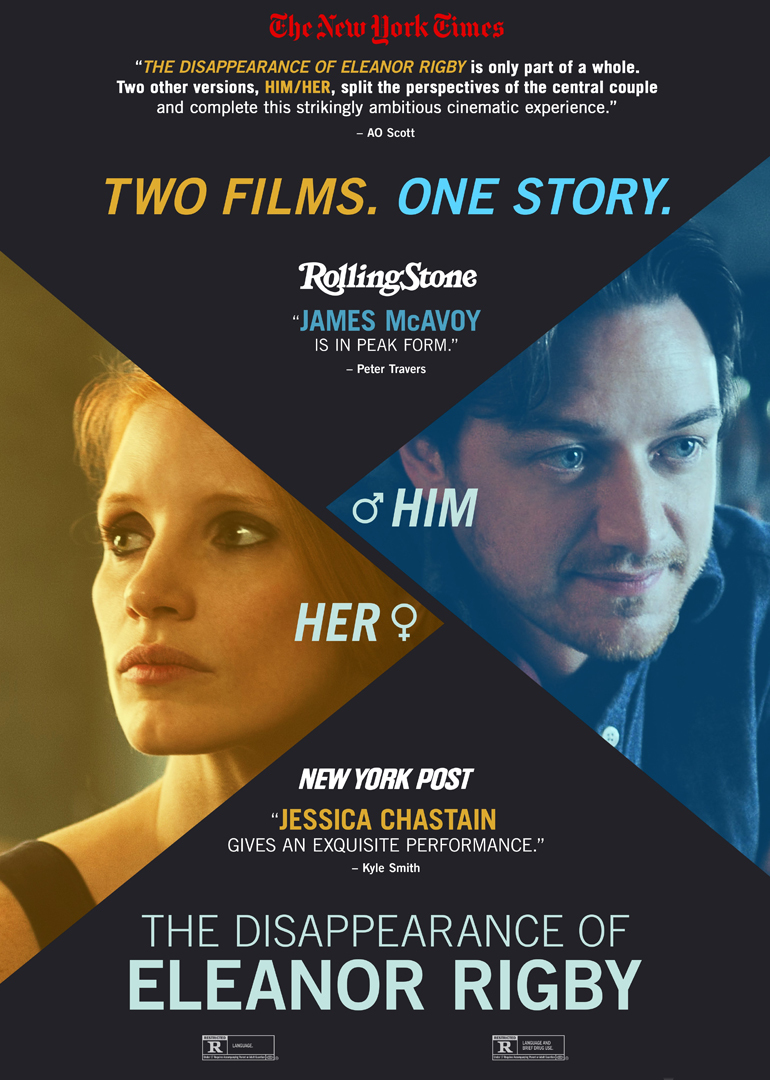 The New York Times
“THE DISAPPEARANCE OF ELEANOR RIGBY is only part of a whole.
Two other versions, HIM/HER, split the perspectives of the central couple
and complete this strikingly ambitious cinematic experience.”
– AO Scott
TWO FILMS. ONE STORY.
RollingStone
“JAMES McAVOY
IS IN PEAK FORM.”
– Peter Travers
♂ HIM
HER ♀
NEW YORK POST
“JESSICA CHASTAIN
GIVES AN EXQUISITE PERFORMANCE.”
– Kyle Smith
THE DISAPPEARANCE OF
ELEANOR RIGBY
RESTRICTED
R LANGUAGE.
RESTRICTED
R LANGUAGE AND
BRIEF DRUG USE.